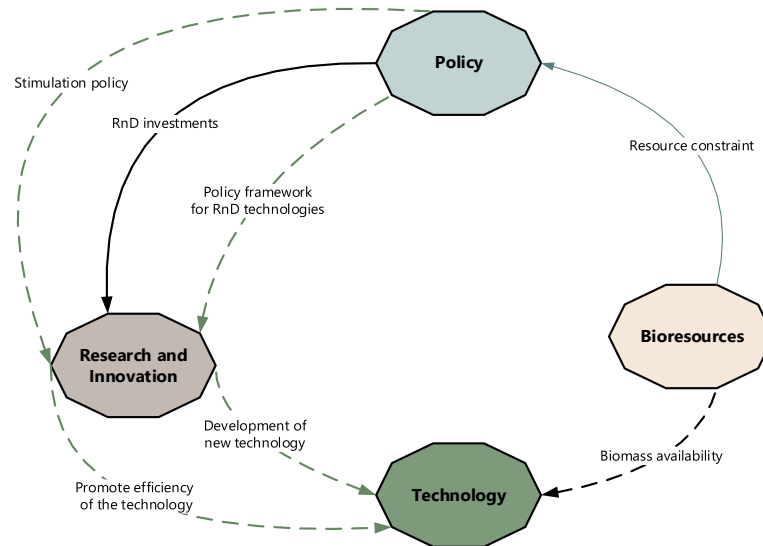 Policy
Stimulation policy
RnD investments
Resource constraint
Policy framework
for RnD technologies
Bioresources
Research and
Innovation
Development of
new technology
Biomass availability
Promote efficiency
of the technology
Technology